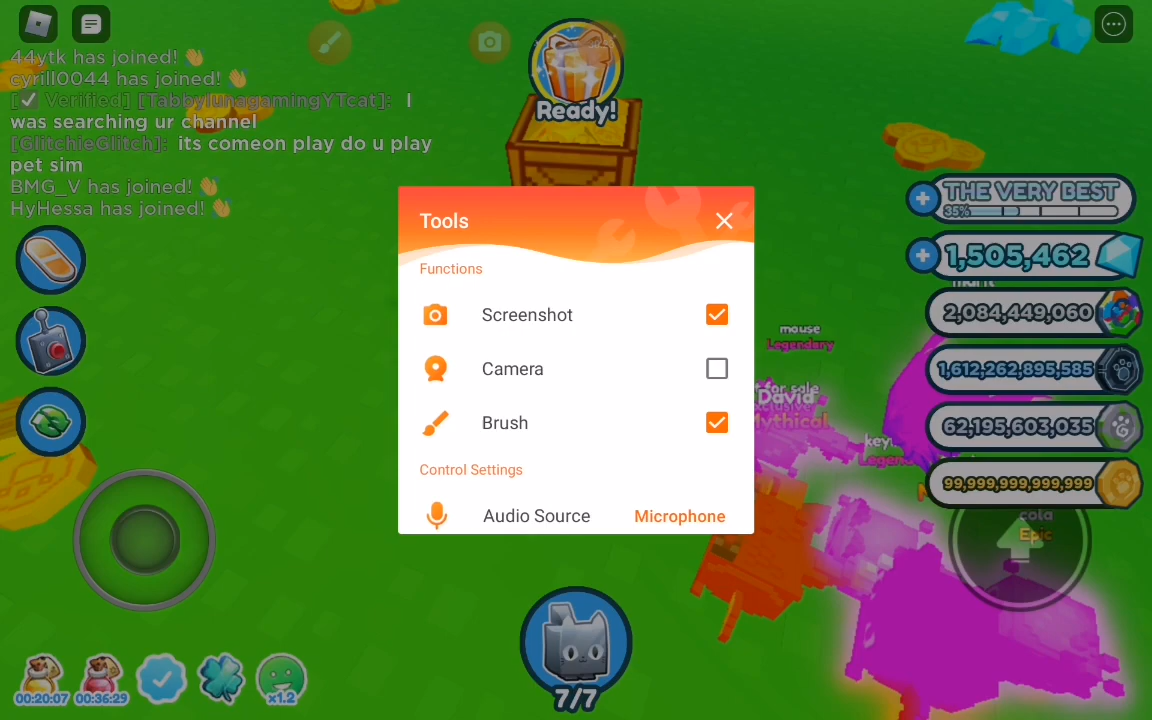 44ytk has joined! 👋
cyrill0044 has joined! 👋
[✔ Verified] [TabbylunagamingYTcat]: I
was searching ur channel
[GlitchieGlitch]: its comeon play do u play
pet sim
BMG_V has joined! 👋
HyHessa has joined! 👋
Ready!
THE VERY BEST
35%
1,505,462
2,084,449,060
1,612,262,895,585
62,195,603,035
99,999,999,999,999
Tools
Functions
Screenshot
Camera
Brush
Control Settings
Audio Source Microphone
mouse
Legendary
for sale
David
Exclusive
Mythical
key
Legend
cola
Epic
00:20:07
00:36:29
x1.2
7/7